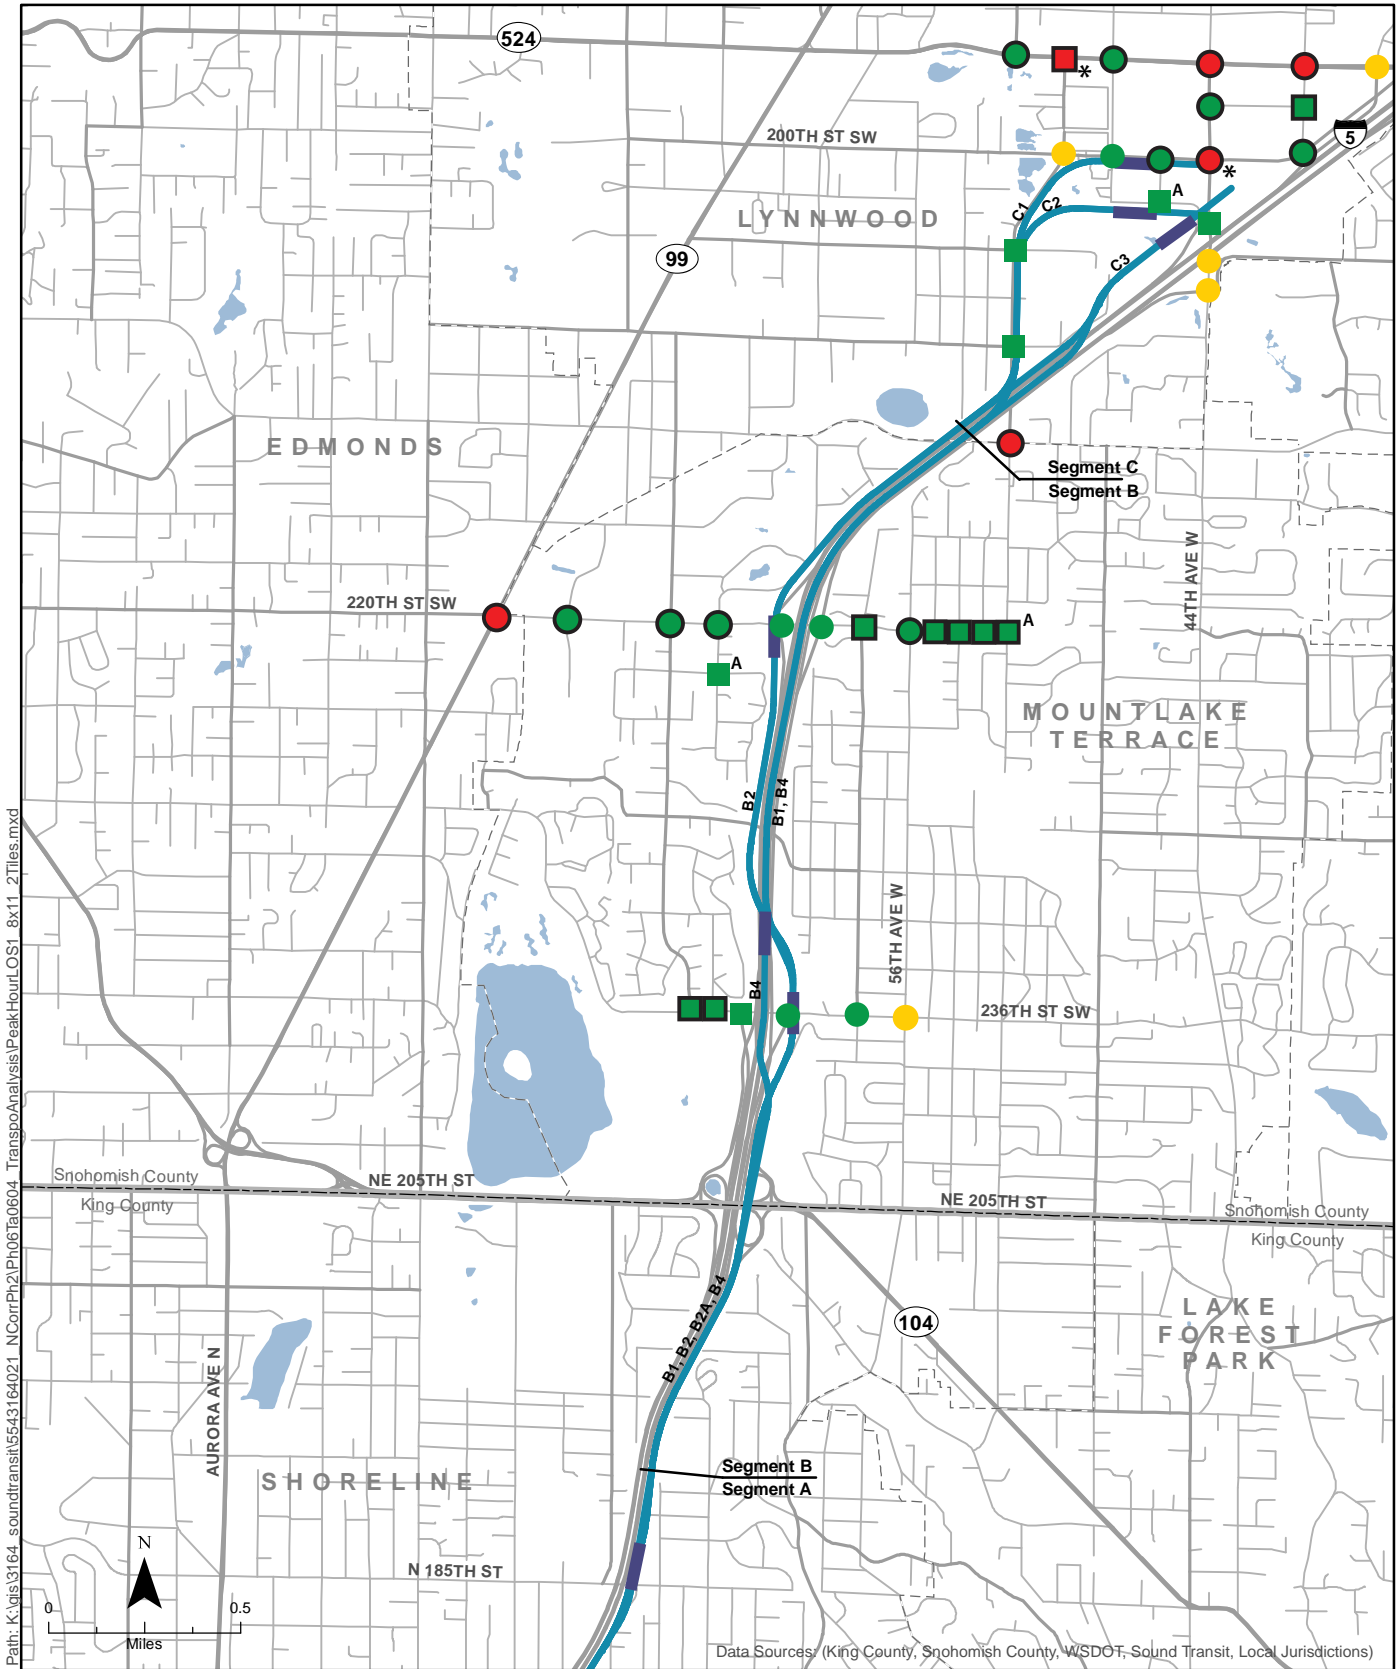 524
*
5
200TH ST SW
*
A
C1
C2
LYNNWOOD
99
C3
EDMONDS
Segment C
Segment B
44TH AVE W
220TH ST SW
A
A
MOUNTLAKE
TERRACE
B2
B1, B4
56TH AVE W
B4
236TH ST SW
Snohomish County
King County
NE 205TH ST
NE 205TH ST
Snohomish County
King County
B1, B2, B2A, B4
104
LAKE
FOREST
PARK
AURORA AVE N
SHORELINE
Segment B
Segment A
N
N 185TH ST
0 0.5
Miles
Data Sources: (King County, Snohomish County, WSDOT, Sound Transit, Local Jurisdictions)
Path: K:\gis\3164_soundtransit\5543164021_NCorrPh2\Ph06Ta0604_TranspoAnalysis\PeakHourLOS1_8x11_2Tiles.mxd